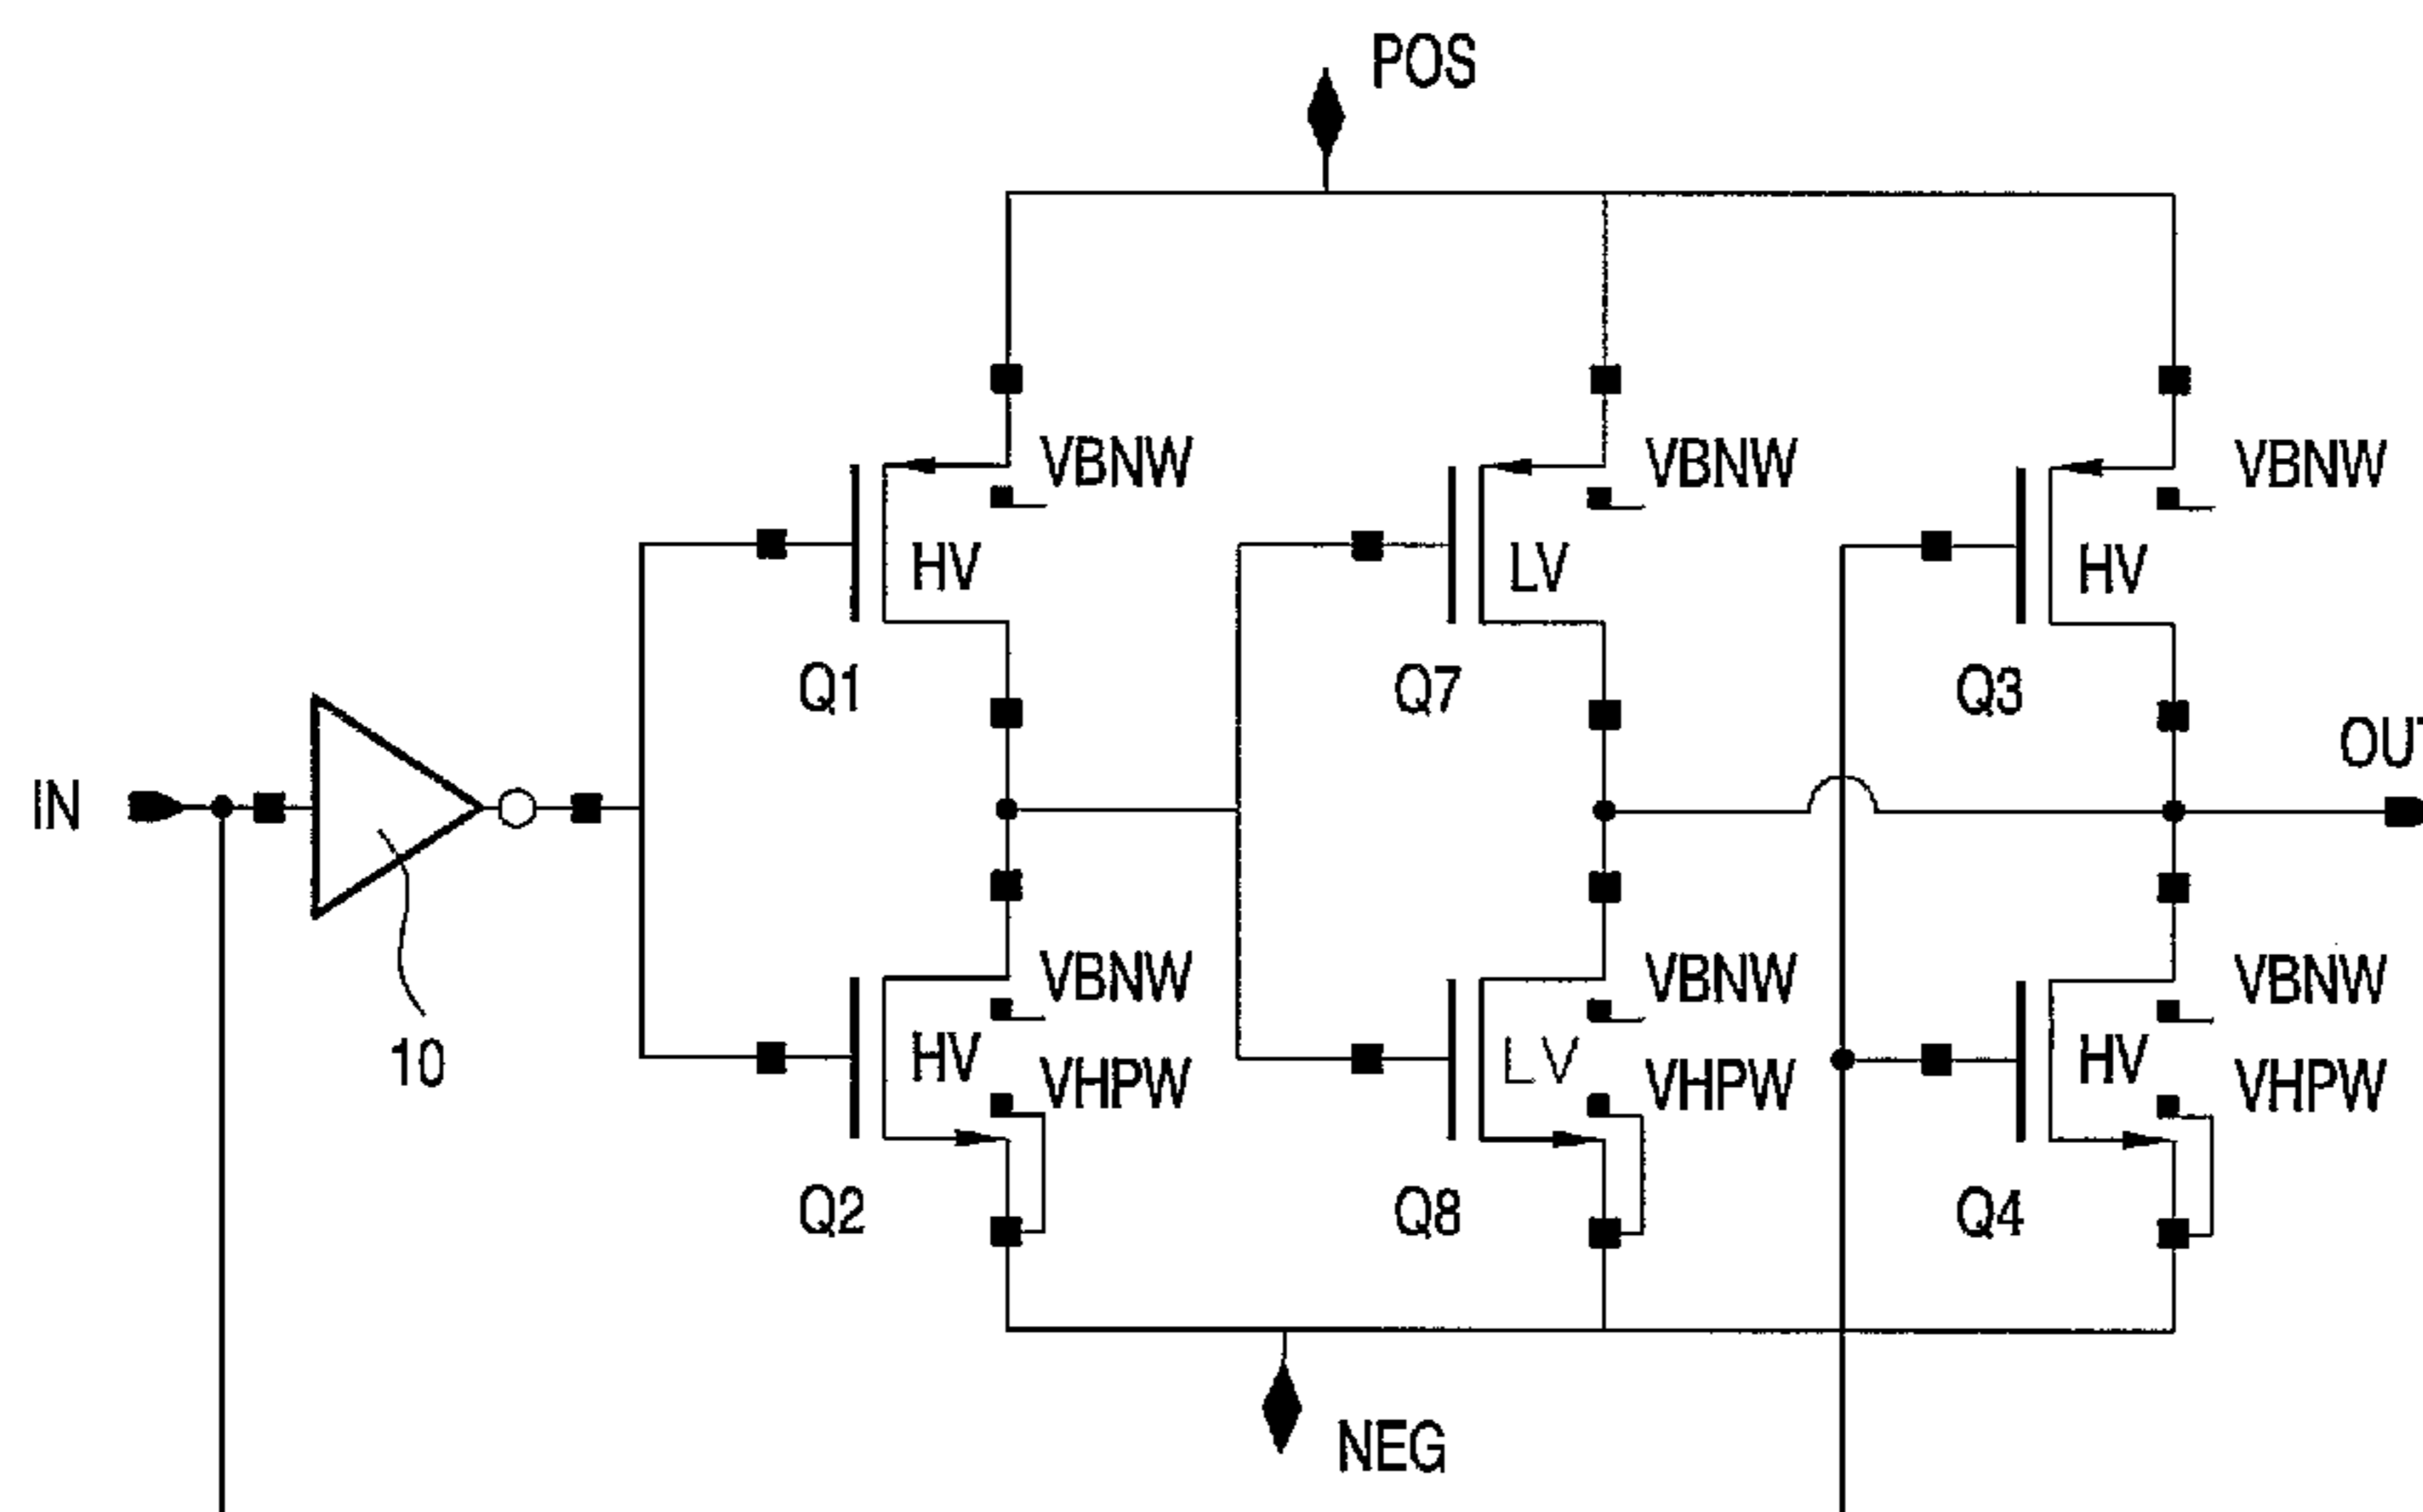 POS
VBNW VBNW VBNW
HV LV HV
Q1 Q7 Q3
IN
VBNW VBNW VBNW
HV LV HV
10
VHPW VHPW VHPW
Q2 Q8 Q4
NEG